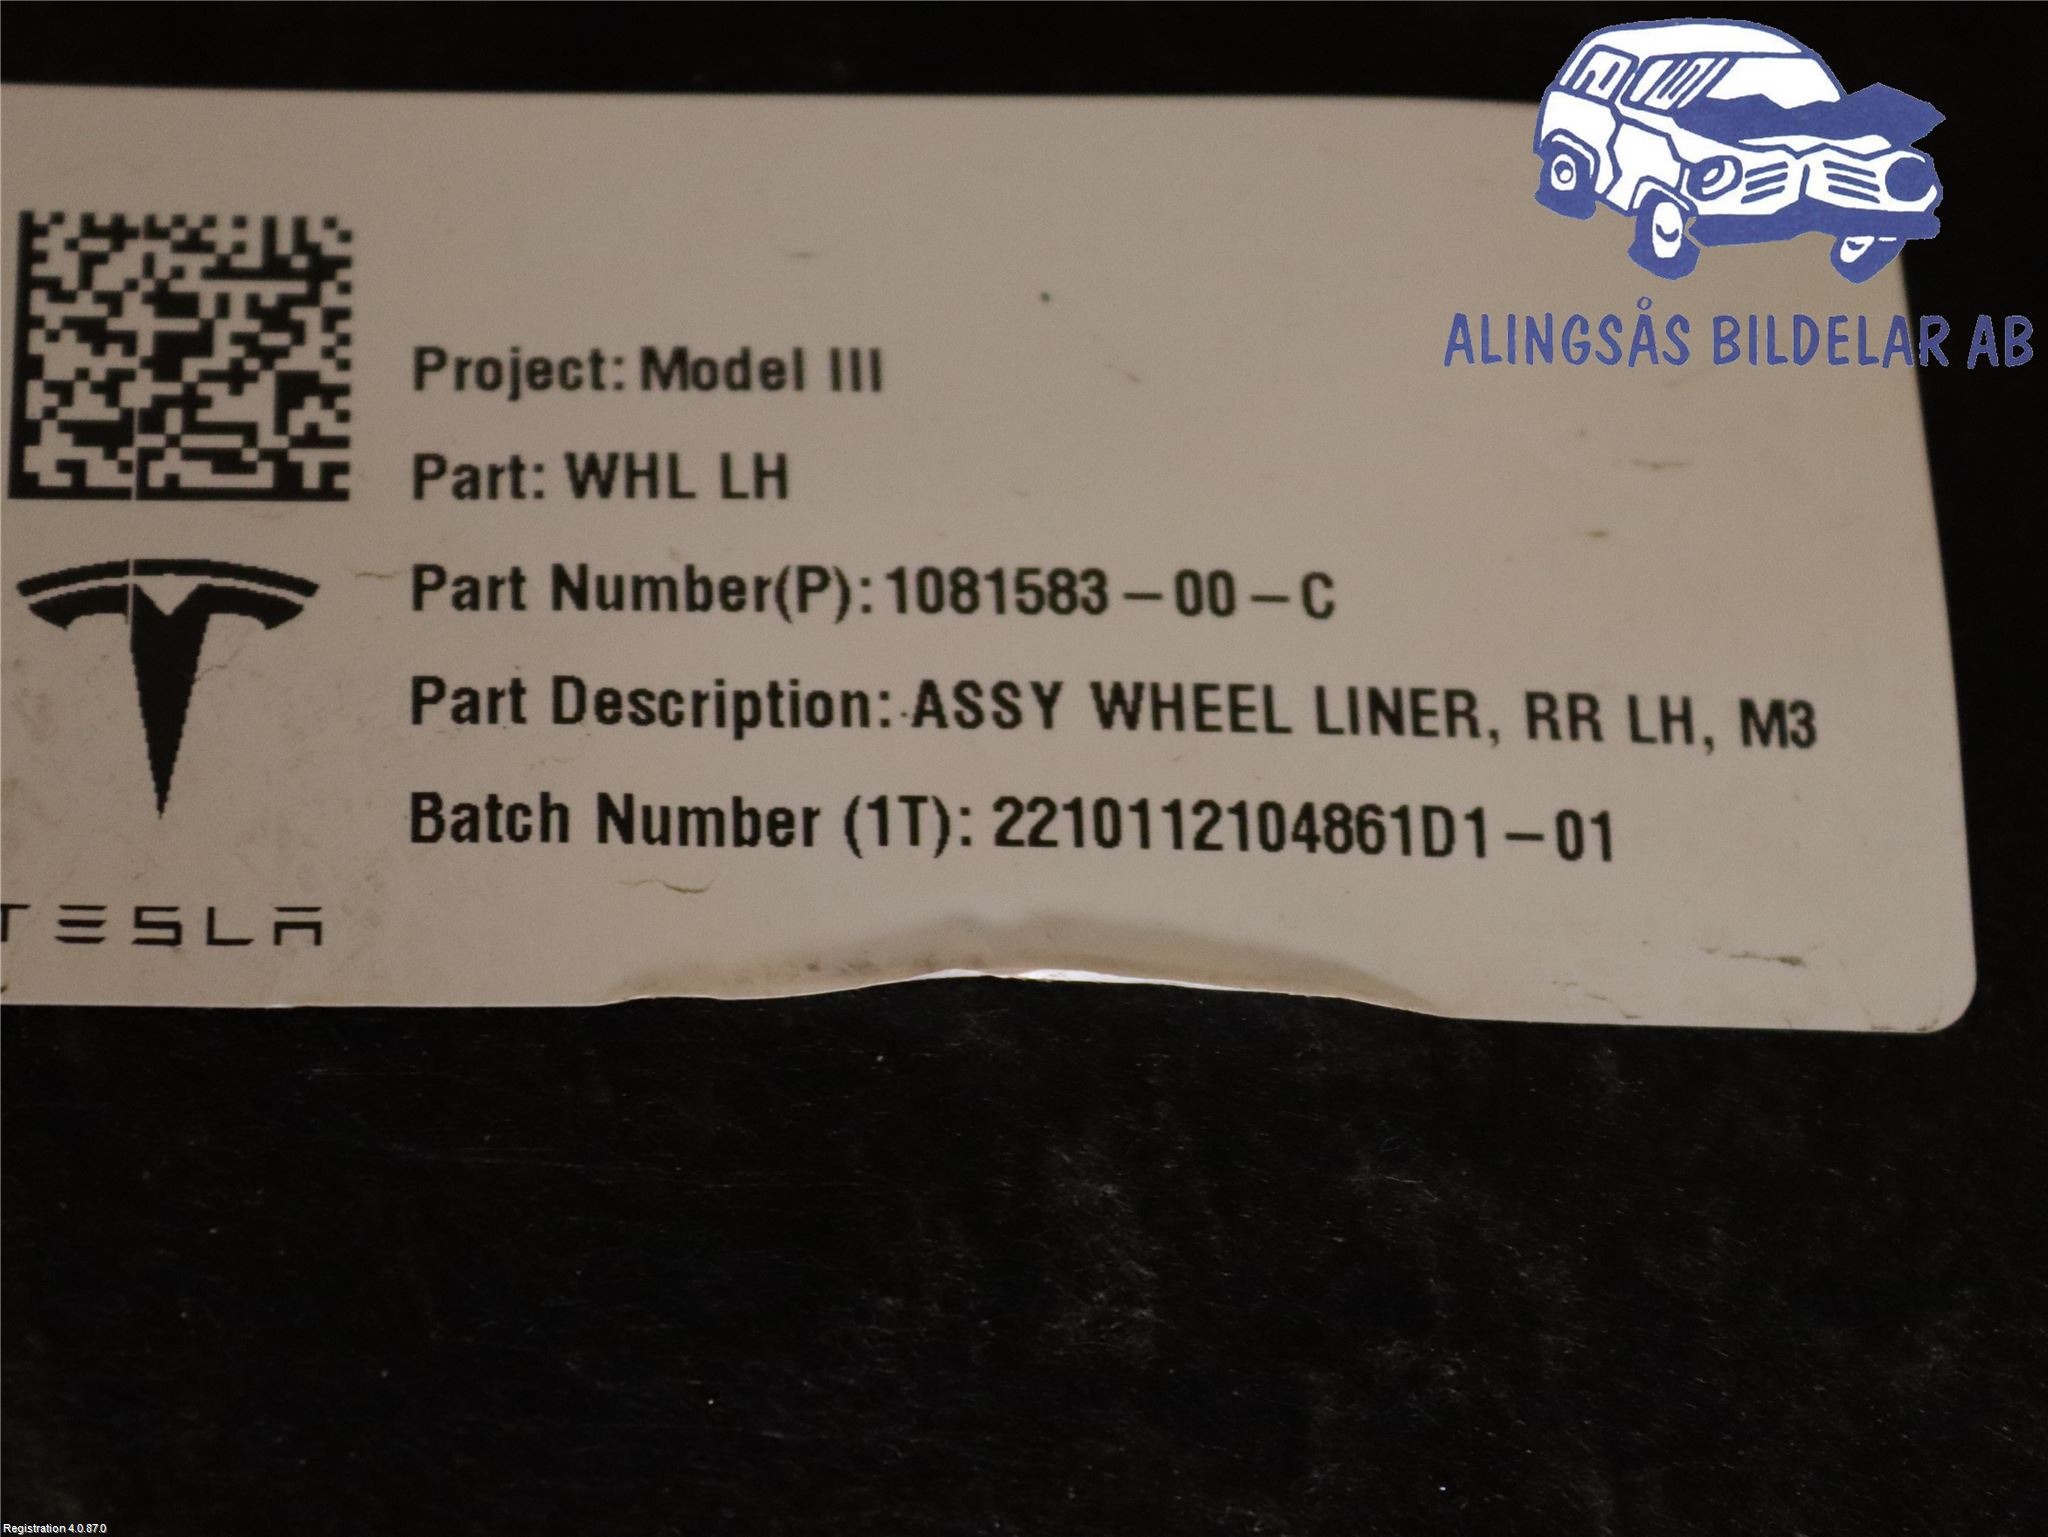 ALINGSÅS BILDELAR AB
Project: Model III
Part: WHL LH
Part Number(P): 1081583-00-C
Part Description: ASSY WHEEL LINER, RR LH, M3
Batch Number (1T): 2210112104861D1-01
TESLA
Registration 4.0.87.0